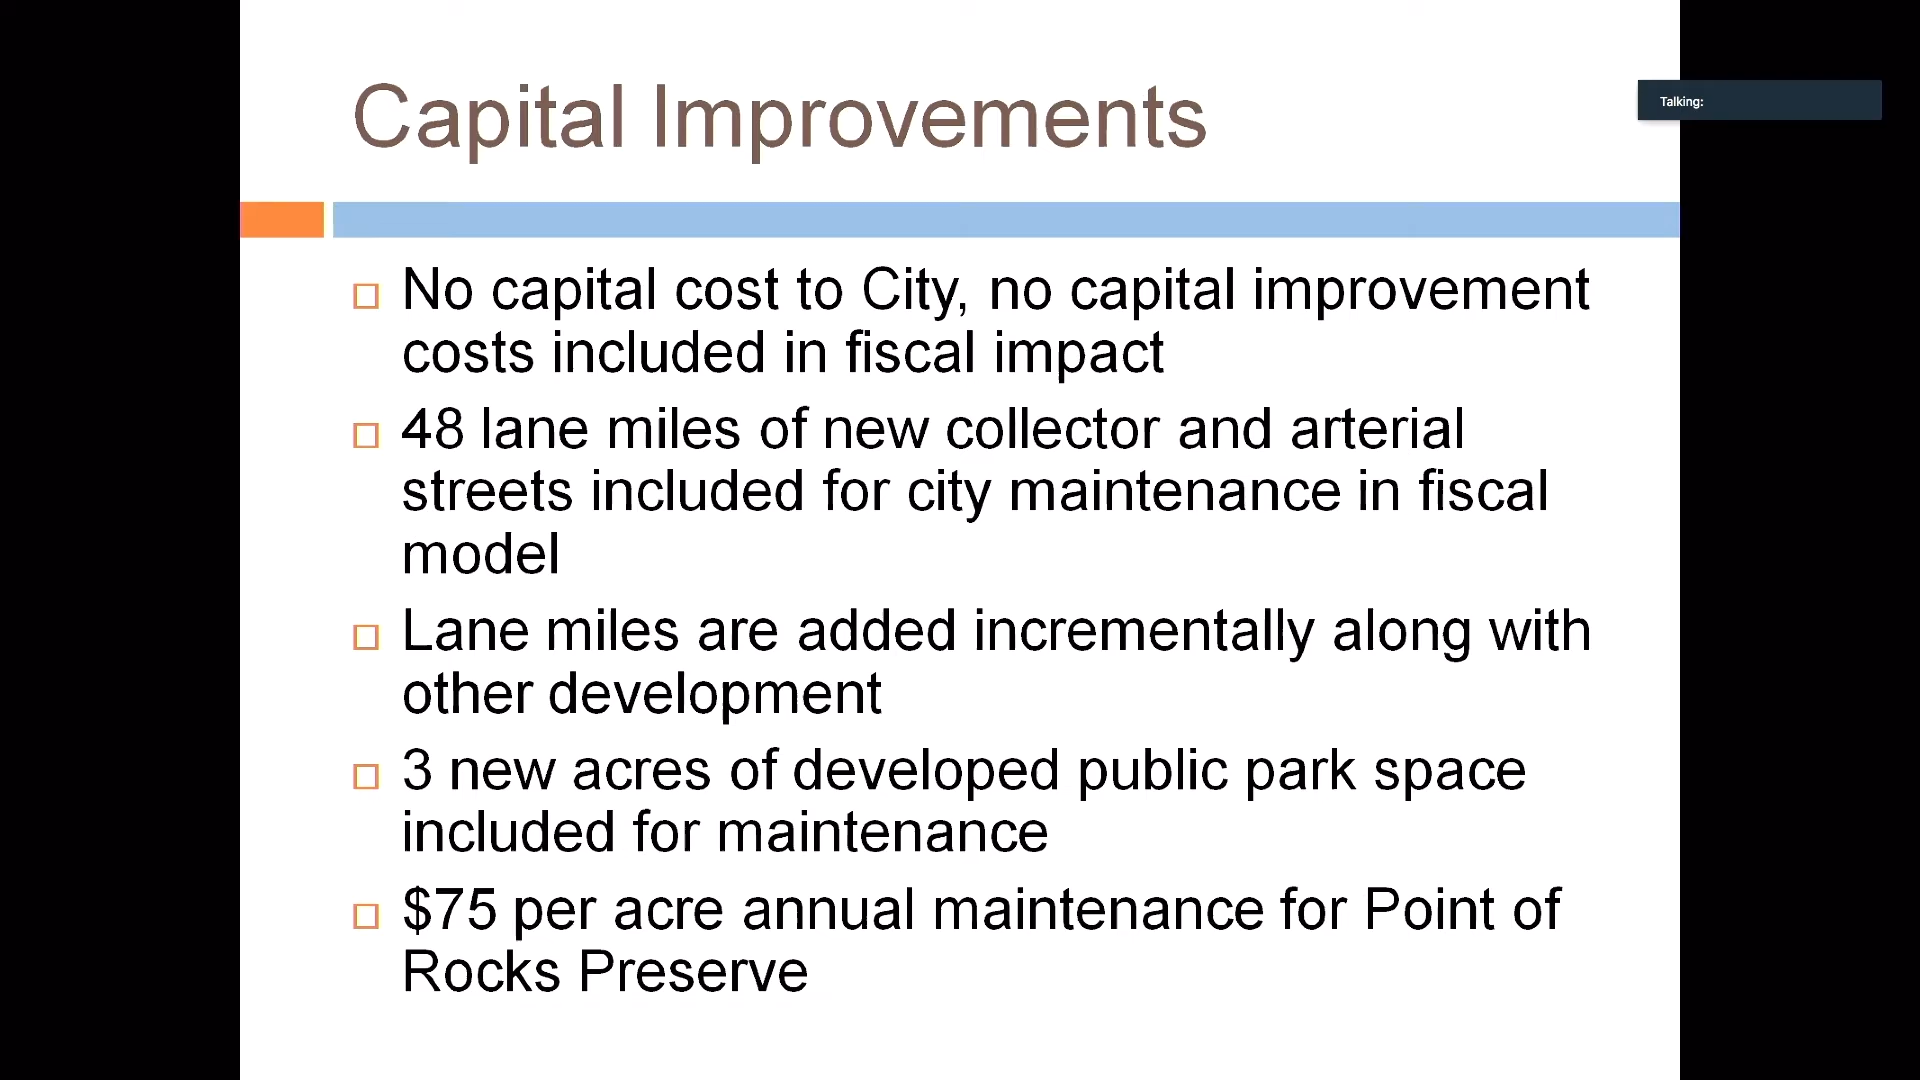 Capital Improvements
Talking:
No capital cost to City, no capital improvement
costs included in fiscal impact
48 lane miles of new collector and arterial
streets included for city maintenance in fiscal
model
Lane miles are added incrementally along with
other development
3 new acres of developed public park space
included for maintenance
$75 per acre annual maintenance for Point of
Rocks Preserve